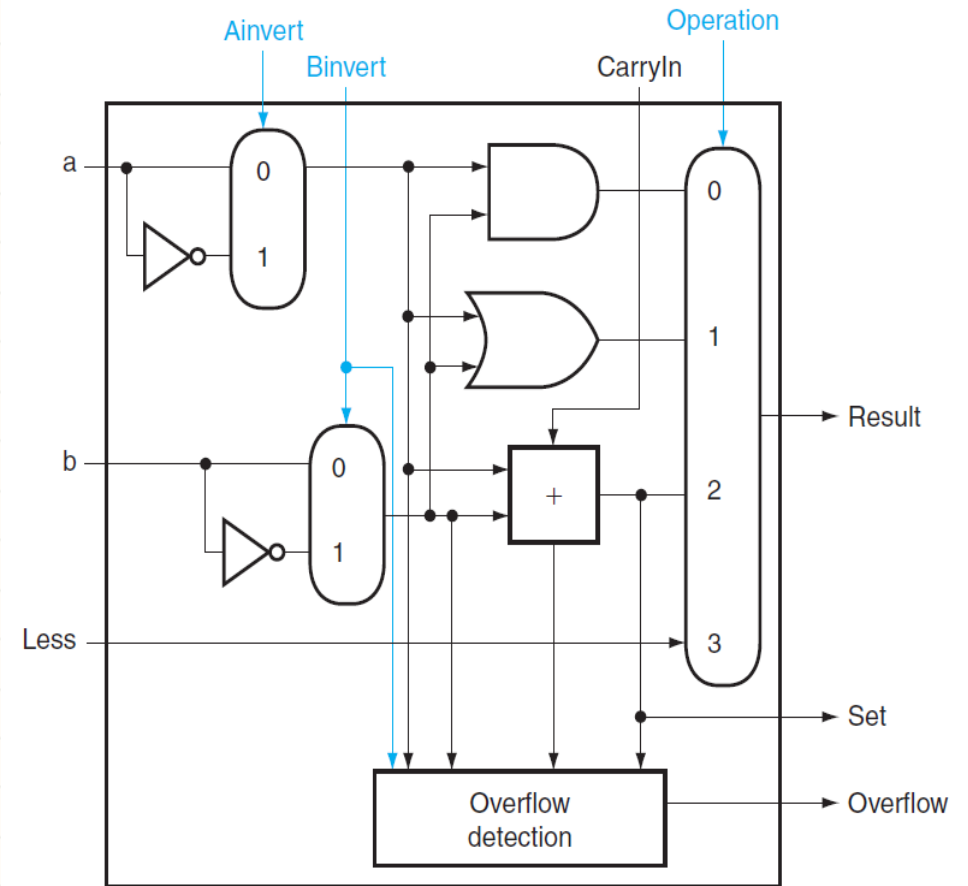 Operation
Ainvert
Binvert
CarryIn
a
0
1
0
1
Result
b
0
1
+
2
Less
3
Set
Overflow
detection
Overflow